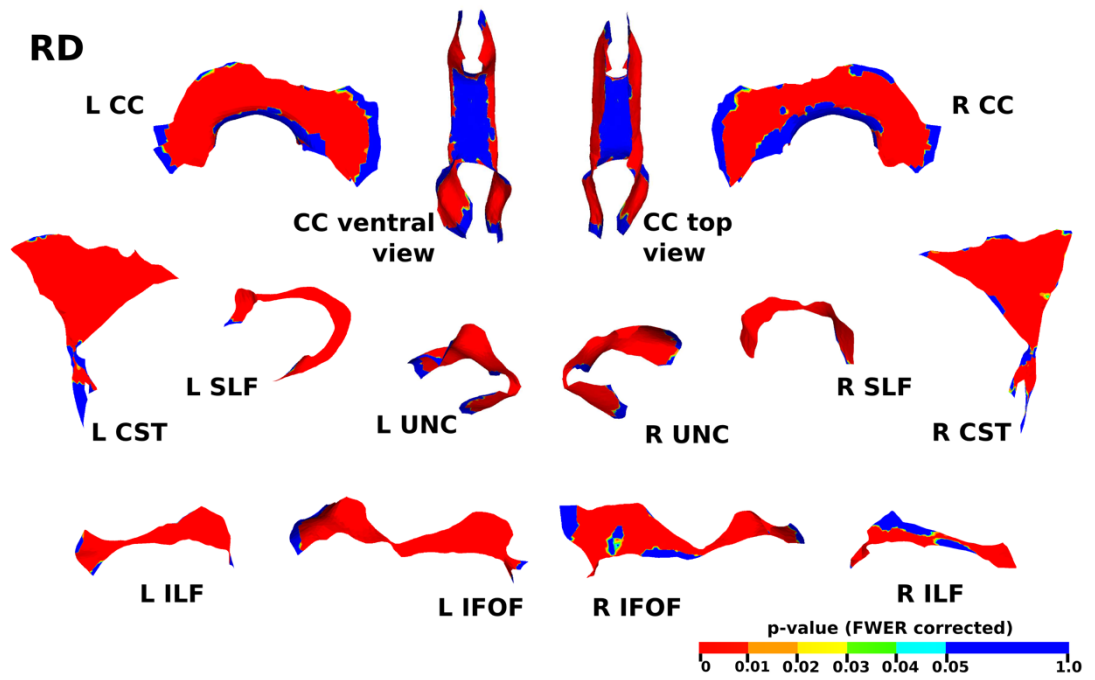 RD
L CC
R CC
CC ventral
view
CC top
view
L SLF
R SLF
L UNC
R UNC
L CST
R CST
L ILF
L IFOF
R IFOF
R ILF
p-value (FWER corrected)
0 0.01 0.02 0.03 0.04 0.05 1.0